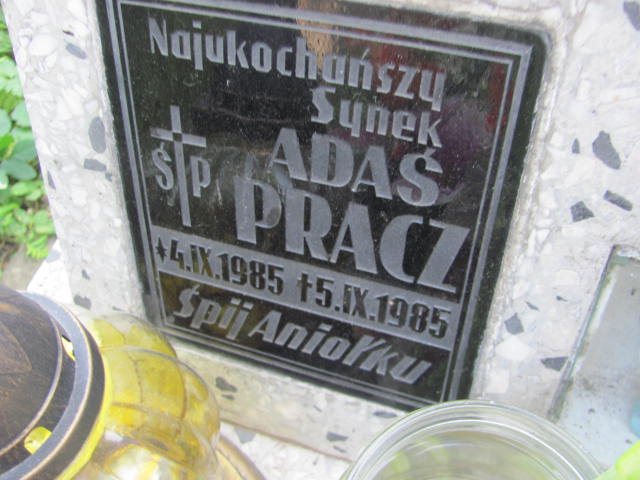 Najukochańszy
Synek
ŚP
ADAŚ
PRACZ
*4.IX.1985 †5.IX.1985
Śpij Aniołku